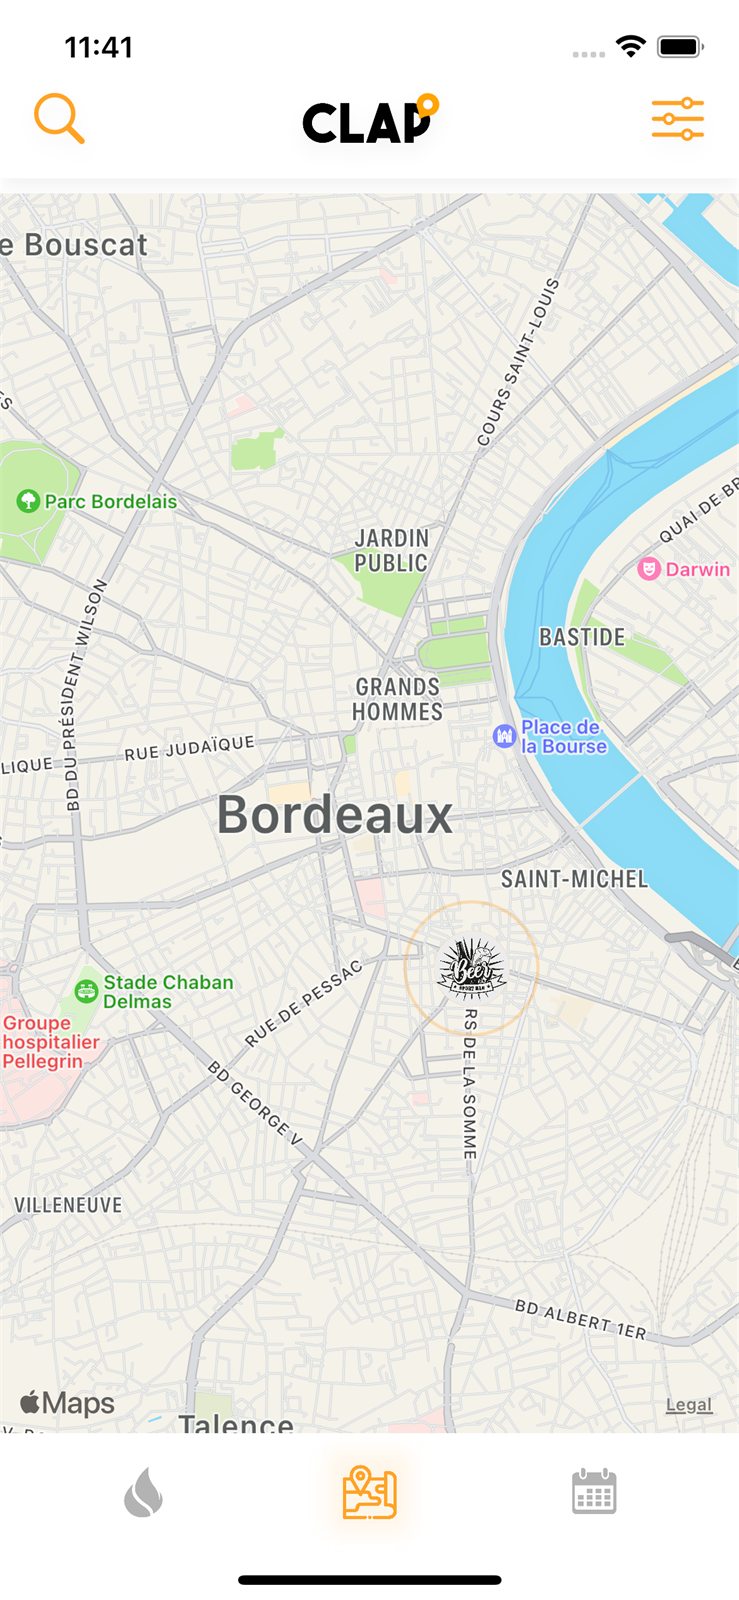 11:41
CLAP
e Bouscat
COURS SAINT-LOUIS
Parc Bordelais
QUAI DE BR
JARDIN
PUBLIC
Darwin
BD DU PRÉSIDENT WILSON
BASTIDE
GRANDS
HOMMES
Place de
la Bourse
RUE JUDAÏQUE
LIQUE
Bordeaux
SAINT-MICHEL
Beer
Stade Chaban
Delmas
RUE DE PESSAC
Groupe
hospitalier
Pellegrin
RS DE LA SOMME
BD GEORGE V
VILLENEUVE
BD ALBERT 1ER
Maps
Legal
Talence